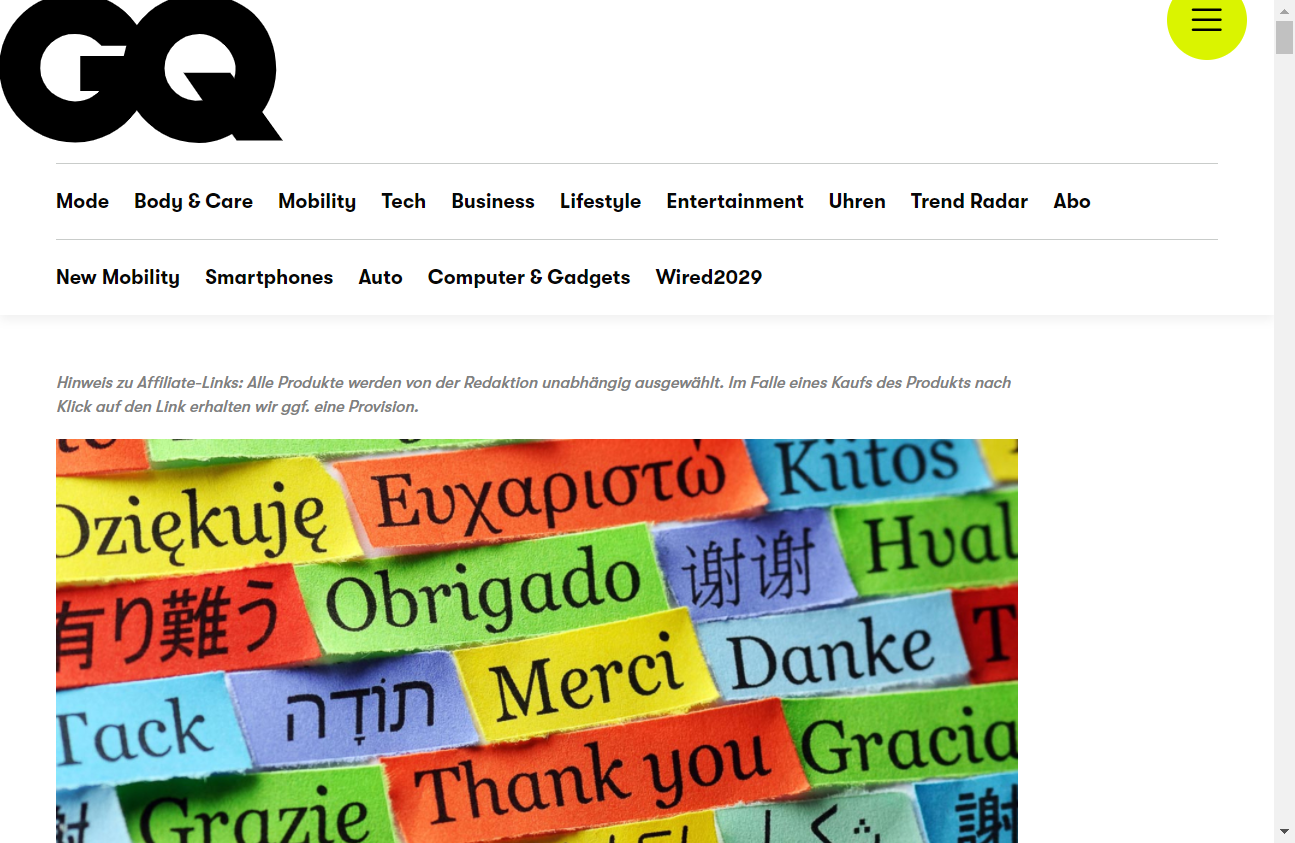 GQ
Mode Body & Care Mobility Tech Business Lifestyle Entertainment Uhren Trend Radar Abo
New Mobility Smartphones Auto Computer & Gadgets Wired2029
Hinweis zu Affiliate-Links: Alle Produkte werden von der Redaktion unabhängig ausgewählt. Im Falle eines Kaufs des Produkts nach
Klick auf den Link erhalten wir ggf. eine Provision.
Dziękuję Ευχαριστώ Kiitos
有り難う Obrigado 谢谢 Hval
Tack תוֹדָה Merci Danke T
Grazie Thank you Gracia
謝